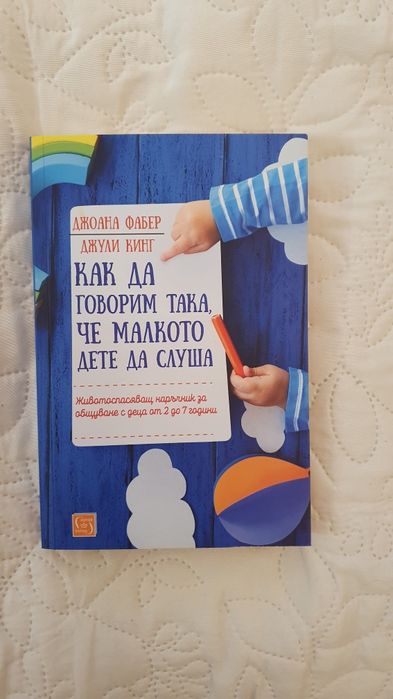 ДЖОАНА ФАБЕР
ДЖУЛИ КИНГ
КАК ДА
ГОВОРИМ ТАКА,
ЧЕ МАЛКОТО
ДЕТЕ ДА СЛУША
Животоспасяващ наръчник за
общуване с деца от 2 до 7 години